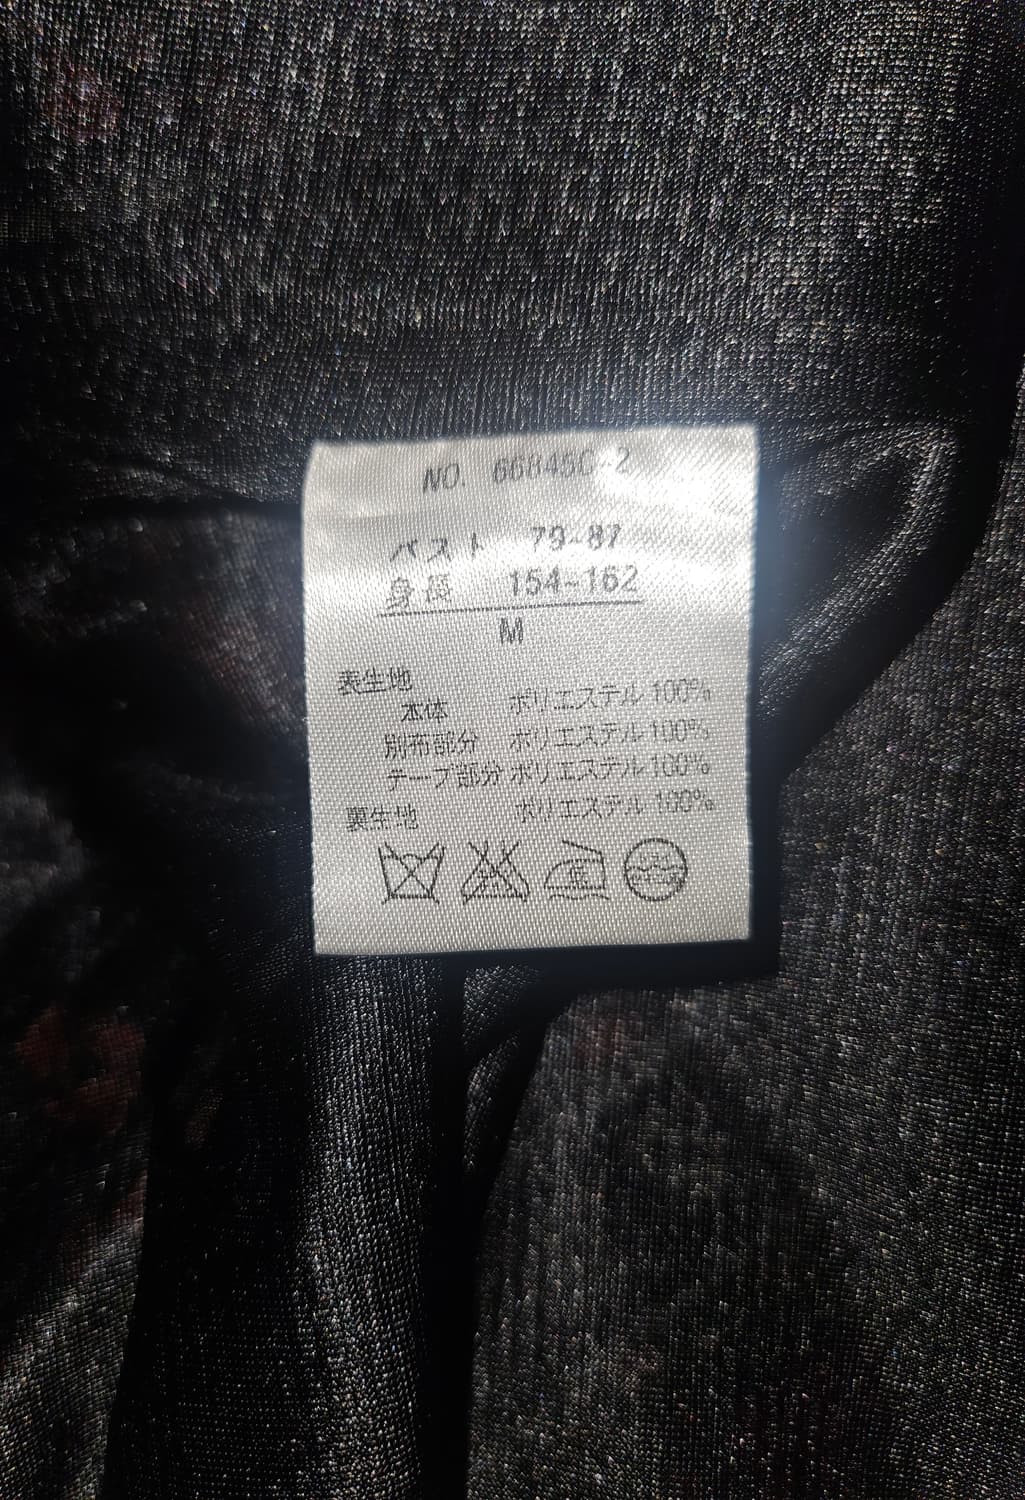 NO. 66845C-2
バスト 79-87
身長 154-162
M
表生地
本体 ポリエステル 100%
別布部分 ポリエステル 100%
テープ部分 ポリエステル 100%
裏生地 ポリエステル 100%